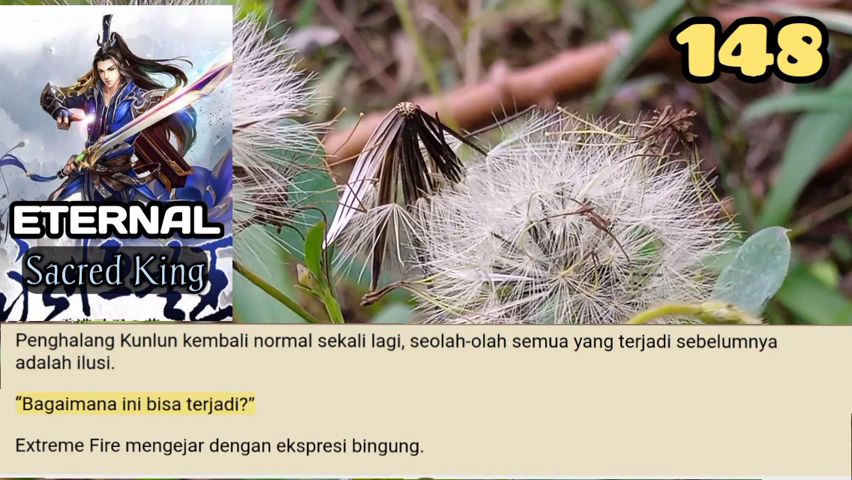 148
ETERNAL
Sacred King
Penghalang Kunlun kembali normal sekali lagi, seolah-olah semua yang terjadi sebelumnya
adalah ilusi.
“Bagaimana ini bisa terjadi?”
Extreme Fire mengejar dengan ekspresi bingung.